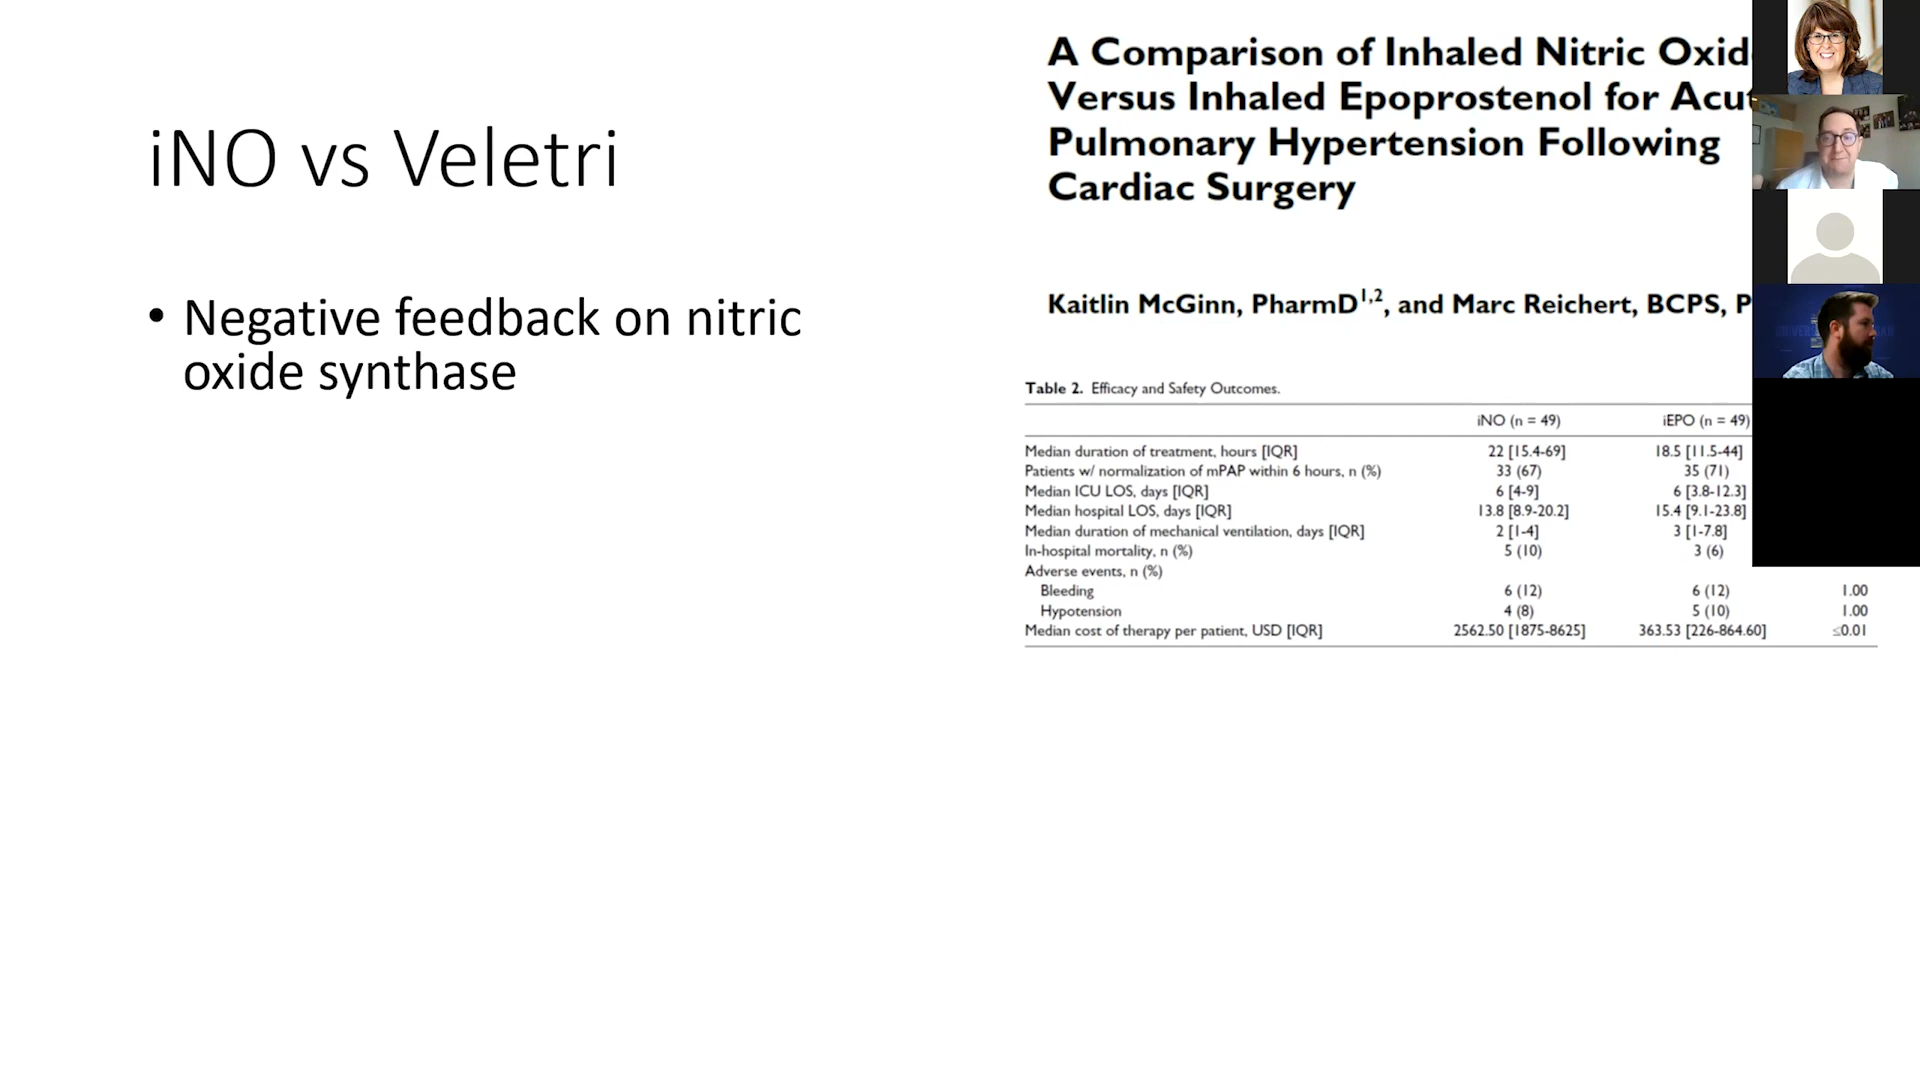 iNO vs Veletri
• Negative feedback on nitric
oxide synthase
A Comparison of Inhaled Nitric
Versus Inhaled Epoprostenol for
Pulmonary Hypertension Following
Cardiac Surgery
Kaitlin McGinn, PharmD1,2, and Marc Reichert, BCPS,
Table 2. Efficacy and Safety Outcomes.
iNO (n = 49) iEPO (n = 49)
Median duration of treatment, hours [IQR] 22 [15.4-69] 18.5 [11.5-44]
Patients w/ normalization of mPAP within 6 hours, n (%) 33 (67) 35 (71)
Median ICU LOS, days [IQR] 6 [4-9] 6 [3.8-12.3]
Median hospital LOS, days [IQR] 13.8 [8.9-20.2] 15.4 [9.1-23.8]
Median duration of mechanical ventilation, days [IQR] 2 [1-4] 3 [1-7.8]
In-hospital mortality, n (%) 5 (10) 3 (6)
Adverse events, n (%)
Bleeding 6 (12) 6 (12) 1.00
Hypotension 4 (8) 5 (10) 1.00
Median cost of therapy per patient, USD [IQR] 2562.50 [1875-8625] 363.53 [226-864.60] ≤0.01